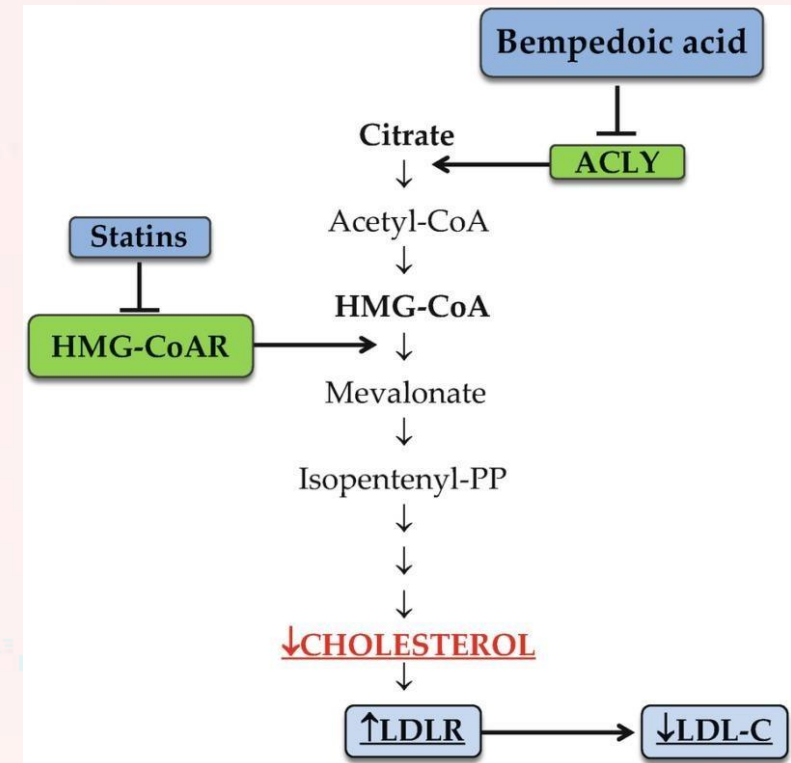 Bempedoic acid
Citrate
ACLY
↓
Acetyl-CoA
Statins
↓
HMG-CoA
HMG-CoAR
↓
Mevalonate
↓
Isopentenyl-PP
↓
↓
↓
↓CHOLESTEROL
↓
↑LDLR
↓LDL-C